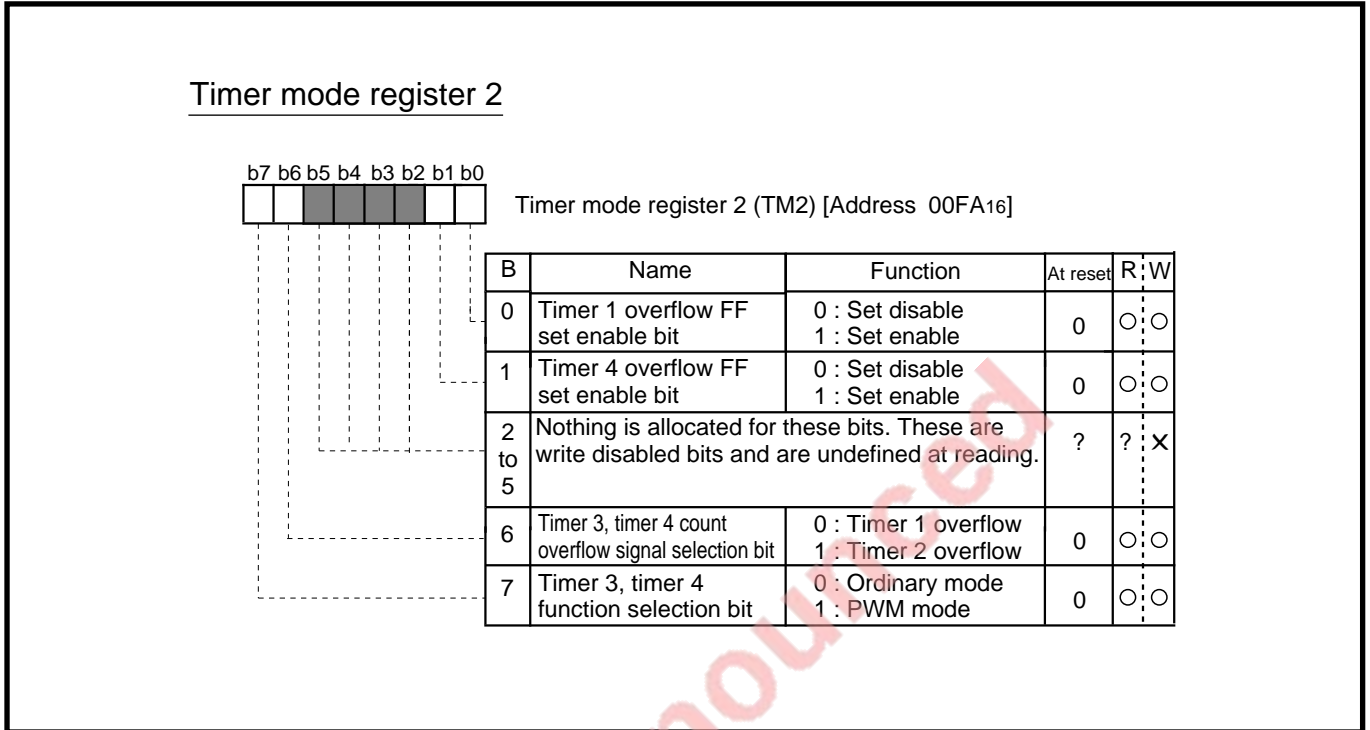 Timer mode register 2
b7 b6 b5 b4 b3 b2 b1 b0
Timer mode register 2 (TM2) [Address 00FA16]
B Name Function At reset R W
0 Timer 1 overflow FF 0 : Set disable 0 ○ ○
set enable bit 1 : Set enable
1 Timer 4 overflow FF 0 : Set disable 0 ○ ○
set enable bit 1 : Set enable
2 Nothing is allocated for these bits. These are ? ? ×
to write disabled bits and are undefined at reading.
5
6 Timer 3, timer 4 count 0 : Timer 1 overflow 0 ○ ○
overflow signal selection bit 1 : Timer 2 overflow
7 Timer 3, timer 4 0 : Ordinary mode 0 ○ ○
function selection bit 1 : PWM mode
nounced